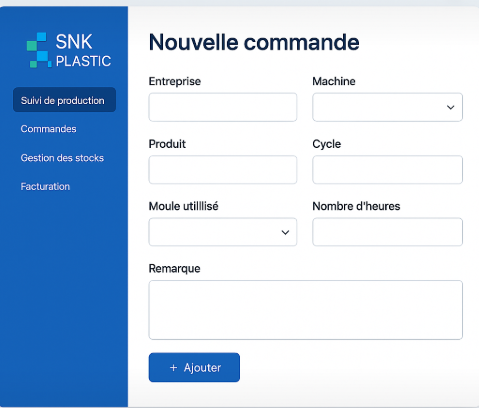 SNK
PLASTIC
Suivi de production
Commandes
Gestion des stocks
Facturation
Nouvelle commande
Entreprise
Machine
Produit
Cycle
Moule utilllisé
Nombre d'heures
Remarque
+ Ajouter